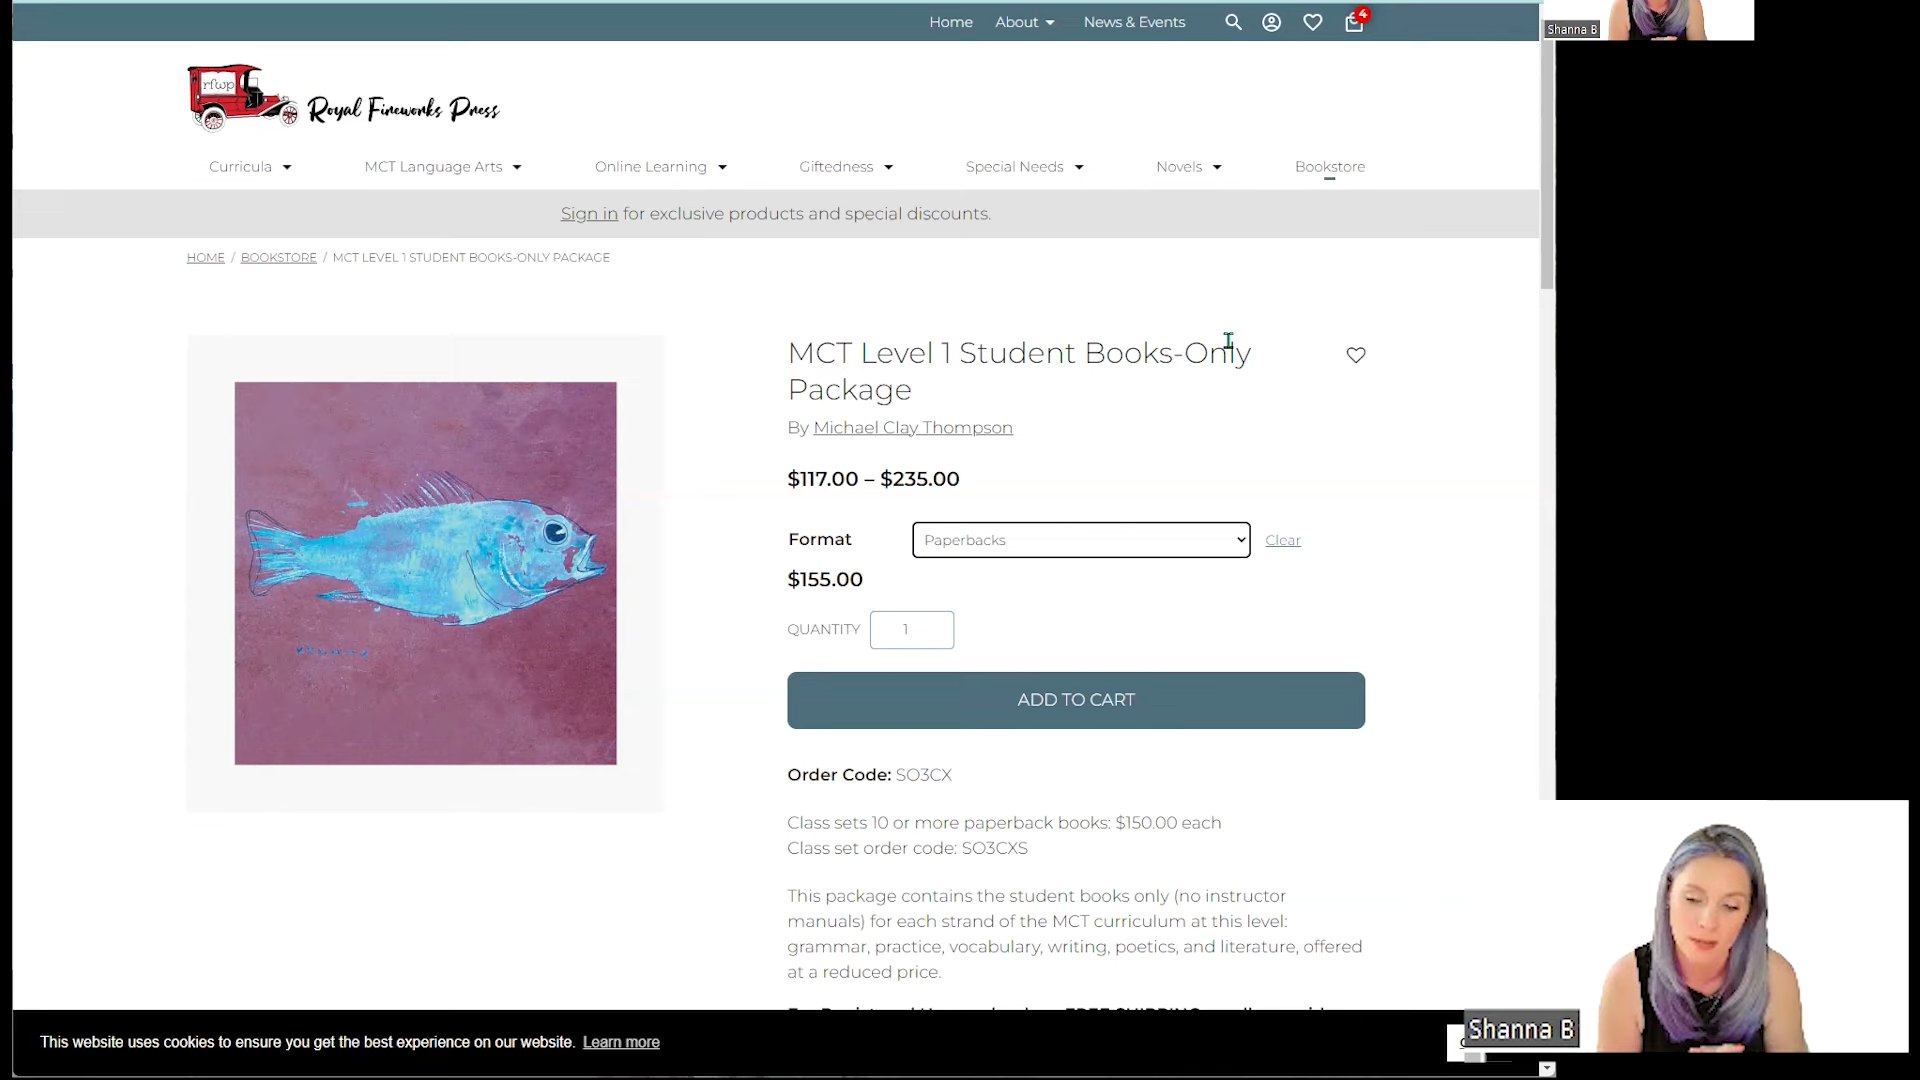 Home About News & Events 4
Shanna B
rfwp Royal Fireworks Press
Curricula MCT Language Arts Online Learning Giftedness Special Needs Novels Bookstore
Sign in for exclusive products and special discounts.
HOME / BOOKSTORE / MCT LEVEL 1 STUDENT BOOKS-ONLY PACKAGE
MCT Level 1 Student Books-Only
Package
By Michael Clay Thompson
$117.00 – $235.00
Format Paperbacks Clear
$155.00
QUANTITY 1
ADD TO CART
Order Code: SO3CX
Class sets 10 or more paperback books: $150.00 each
Class set order code: SO3CXS
This package contains the student books only (no instructor
manuals) for each strand of the MCT curriculum at this level:
grammar, practice, vocabulary, writing, poetics, and literature, offered
at a reduced price.
This website uses cookies to ensure you get the best experience on our website. Learn more
Shanna B